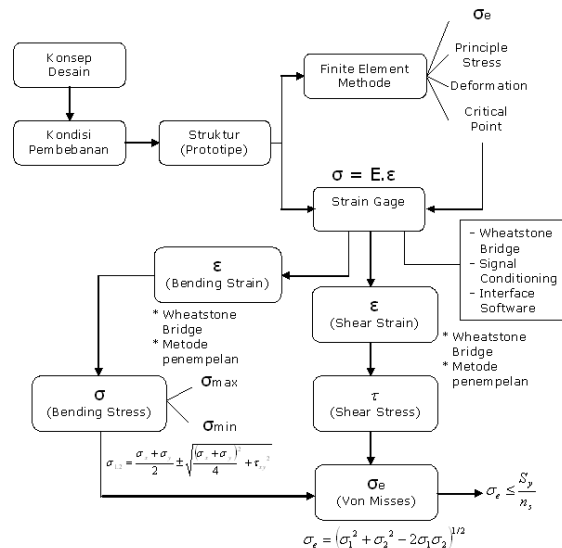 Konsep
Desain
Kondisi
Pembebanan
Struktur
(Prototipe)
Finite Element
Methode
σe
Principle
Stress
Deformation
Critical
Point
σ = E.ε
Strain Gage
- Wheatstone
Bridge
- Signal
Conditioning
- Interface
Software
ε
(Bending Strain)
* Wheatstone
Bridge
* Metode
penempelan
ε
(Shear Strain)
* Wheatstone
Bridge
* Metode
penempelan
σ
(Bending Stress)
σmax
σmin
τ
(Shear Stress)
σ₁,₂ = (σx + σy)/2 ± √((σx + σy)²/4 + τxy²)
σe
(Von Misses)
σe ≤ Sy/ns
σe = (σ1² + σ2² − 2σ1σ2)^1/2